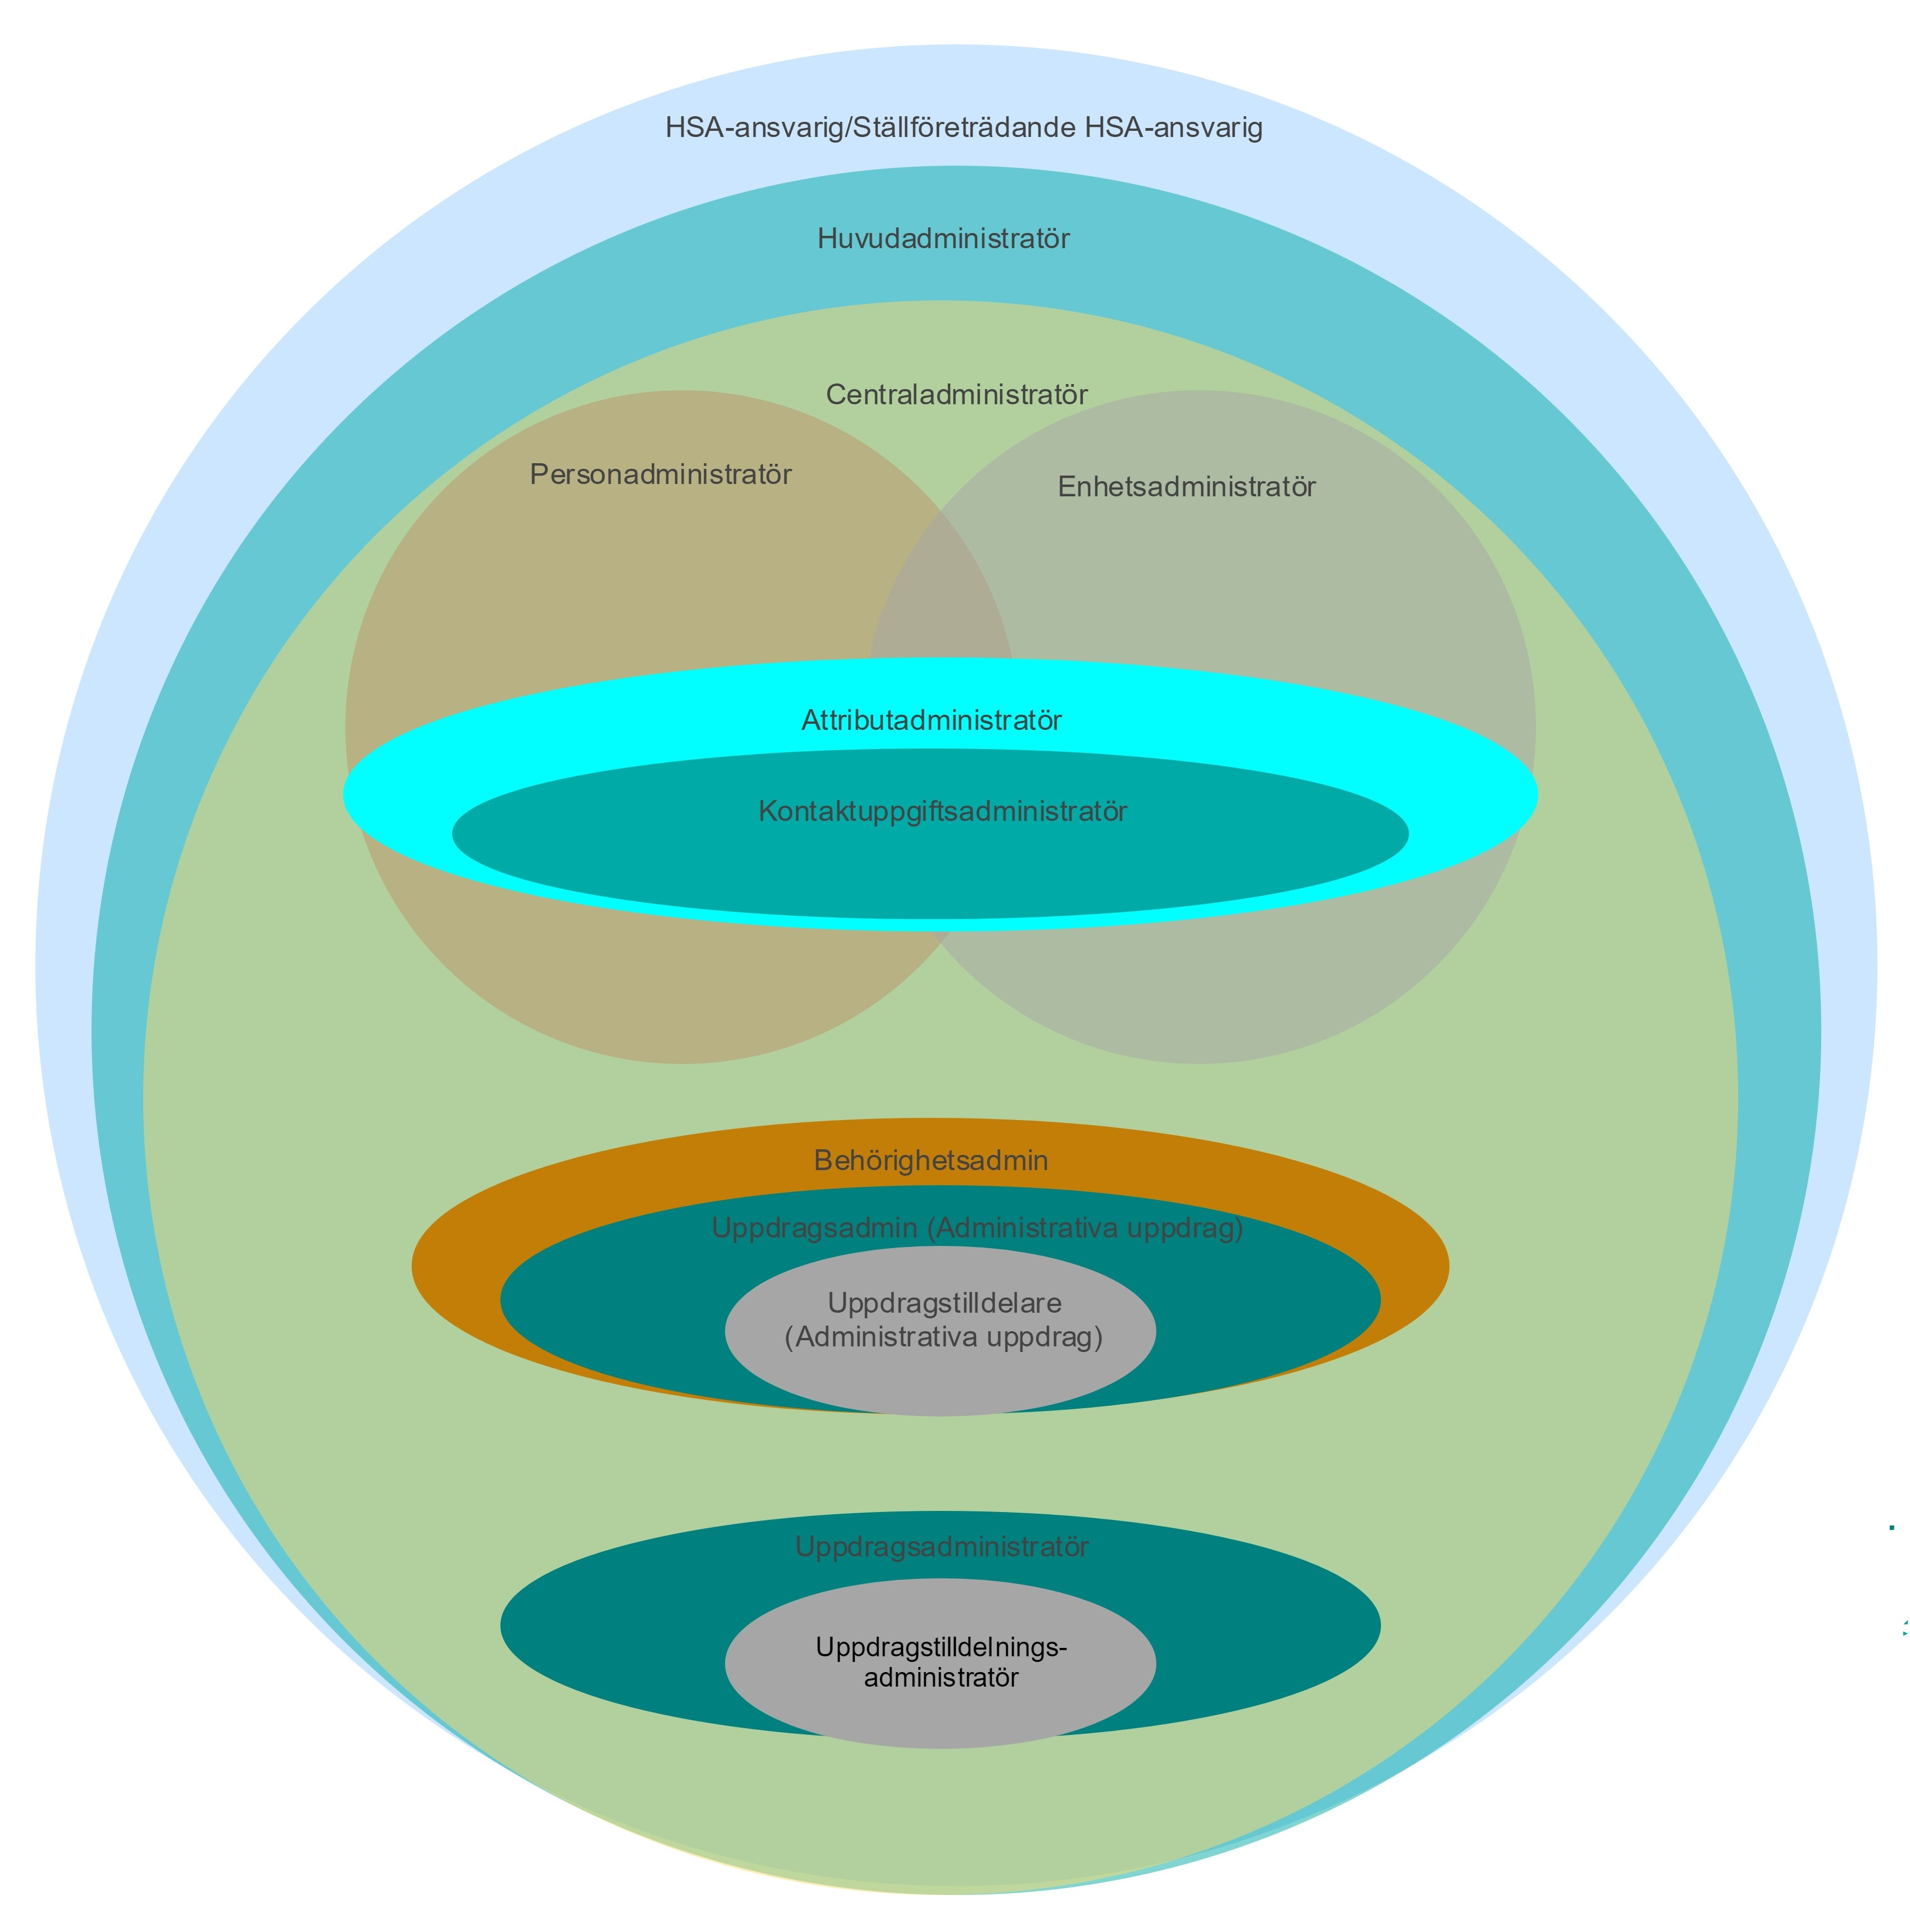 HSA-ansvarig/Ställföreträdande HSA-ansvarig
Huvudadministratör
Centraladministratör
Personadministratör
Enhetsadministratör
Attributadministratör
Kontaktuppgiftsadministratör
Behörighetsadmin
Uppdragsadmin (Administrativa uppdrag)
Uppdragstilldelare
(Administrativa uppdrag)
Uppdragsadministratör
Uppdragstilldelnings-
administratör